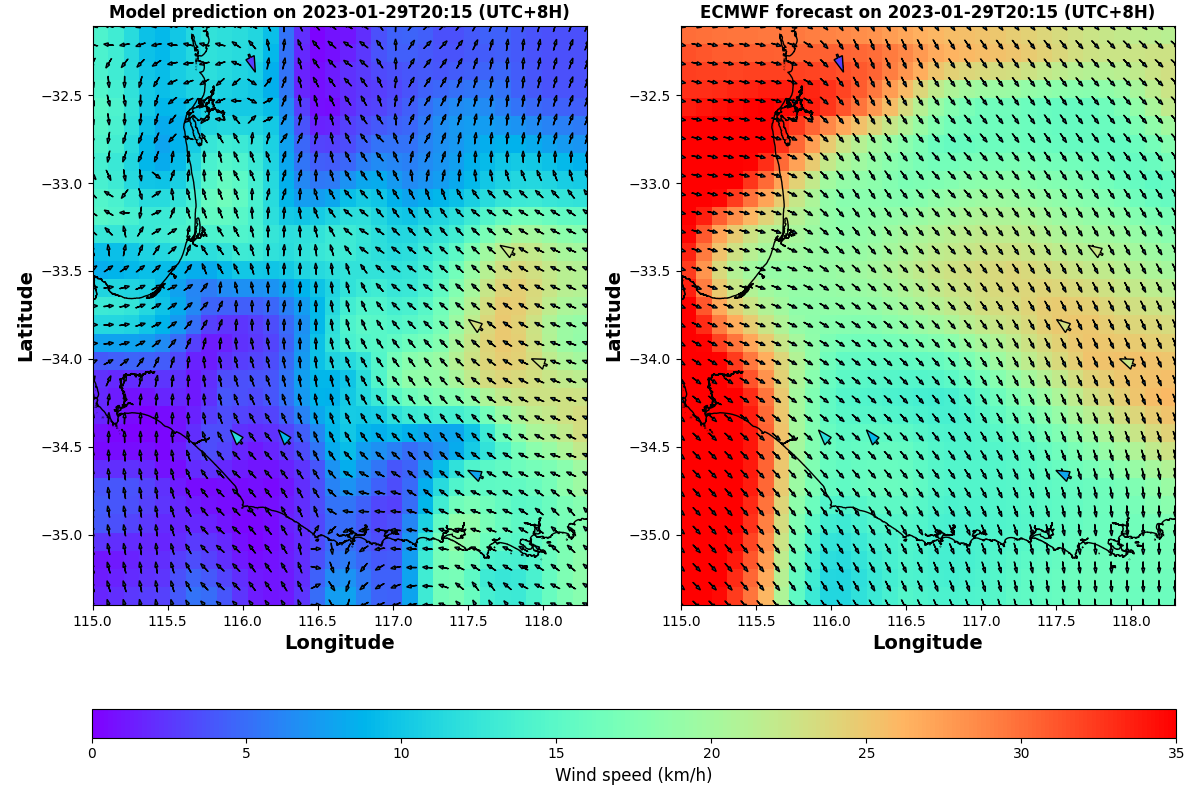 Model prediction on 2023-01-29T20:15 (UTC+8H)
ECMWF forecast on 2023-01-29T20:15 (UTC+8H)
−32.5
−33.0
−33.5
−34.0
−34.5
−35.0
Latitude
−32.5
−33.0
−33.5
−34.0
−34.5
−35.0
Latitude
115.0 115.5 116.0 116.5 117.0 117.5 118.0
115.0 115.5 116.0 116.5 117.0 117.5 118.0
Longitude
Longitude
0 5 10 15 20 25 30 35
Wind speed (km/h)